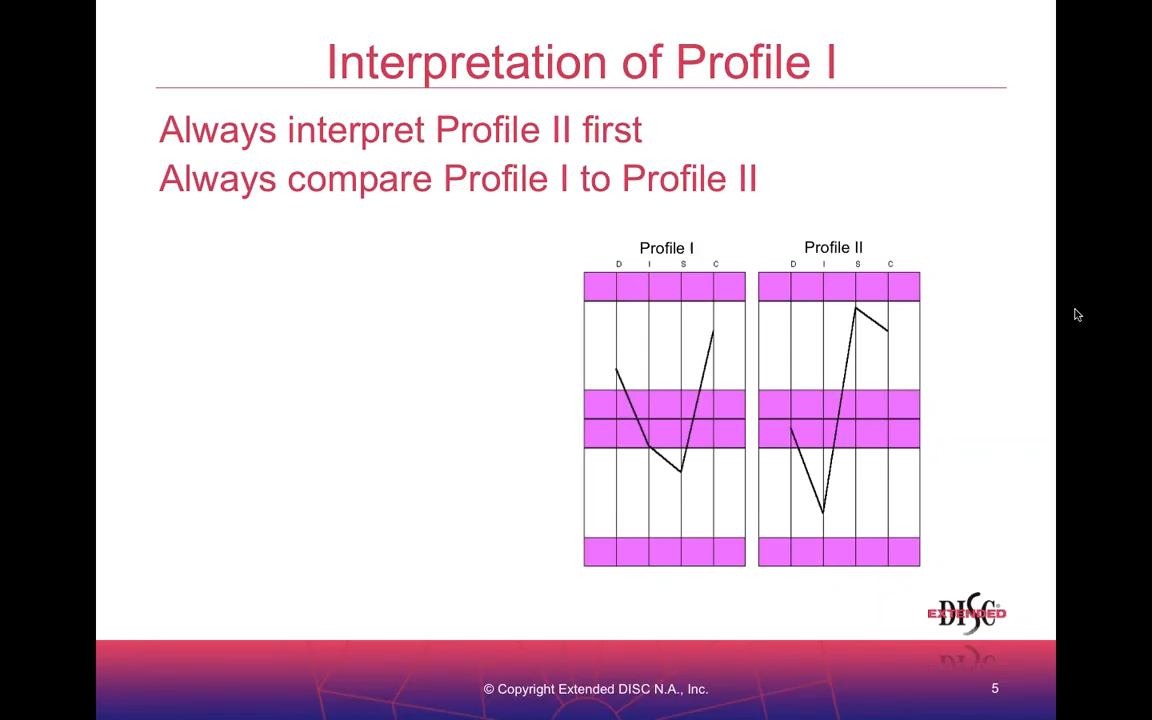 Interpretation of Profile I
Always interpret Profile II first
Always compare Profile I to Profile II
Profile I
D I S C
Profile II
D I S C
EXTENDED
DISC®
© Copyright Extended DISC N.A., Inc.
5